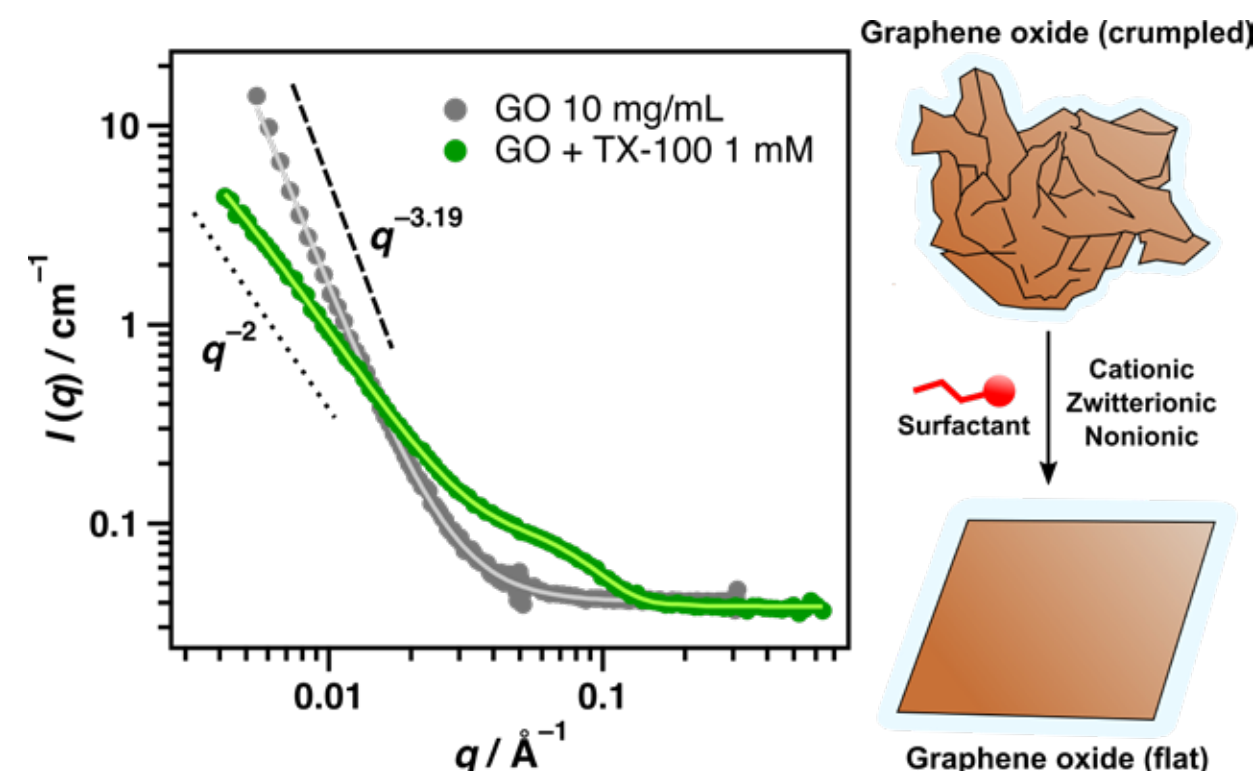 GO 10 mg/mL
GO + TX-100 1 mM
10
1
0.1
I(q) / cm⁻¹
q⁻³·¹⁹
q⁻²
0.01
0.1
q / Å⁻¹
Graphene oxide (crumpled)
Surfactant
Cationic
Zwitterionic
Nonionic
Graphene oxide (flat)